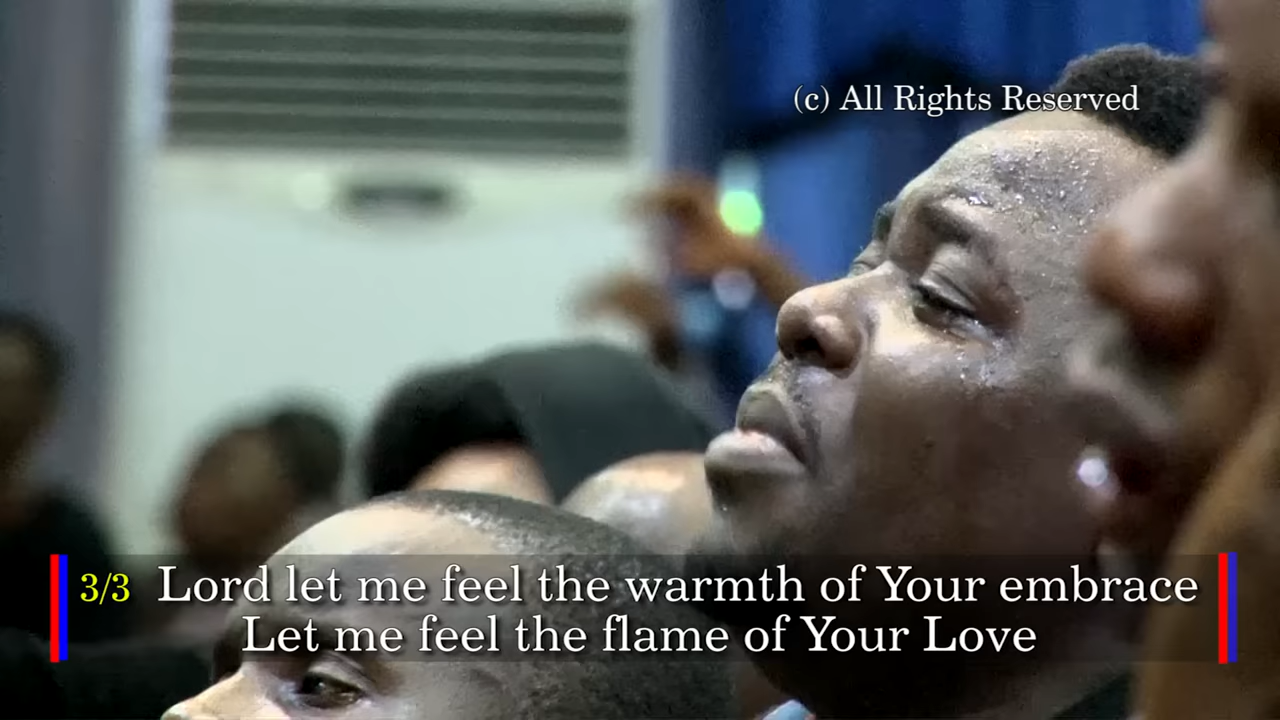 (c) All Rights Reserved
3/3 Lord let me feel the warmth of Your embrace
Let me feel the flame of Your Love